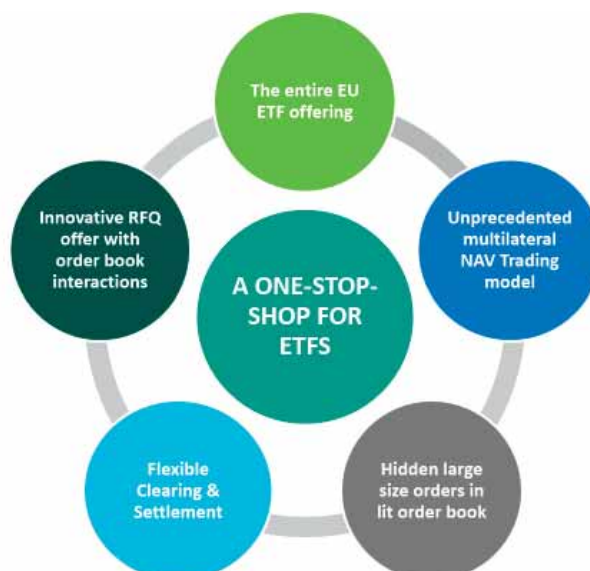 The entire EU
ETF offering
Innovative RFQ
offer with
order book
interactions
Unprecedented
multilateral
NAV Trading
model
A ONE-STOP-
SHOP FOR
ETFS
Flexible
Clearing &
Settlement
Hidden large
size orders in
lit order book